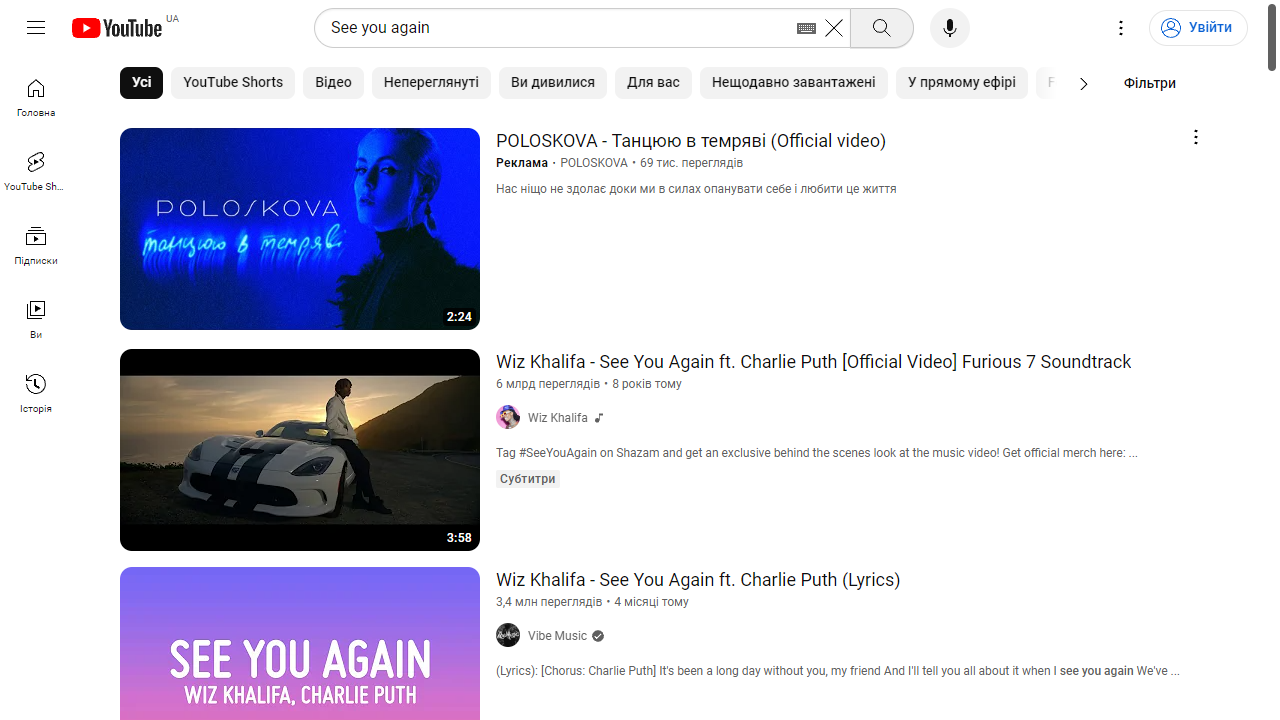 YouTube UA
See you again
Увійти
Усі
YouTube Shorts
Відео
Непереглянуті
Ви дивилися
Для вас
Нещодавно завантажені
У прямому ефірі
Фільтри
Головна
YouTube Sh...
Підписки
Ви
Історія
POLOSKOVA
танцюю в темряві
2:24
POLOSKOVA - Танцюю в темряві (Official video)
Реклама · POLOSKOVA • 69 тис. переглядів
Нас ніщо не здолає доки ми в силах опанувати себе і любити це життя
3:58
Wiz Khalifa - See You Again ft. Charlie Puth [Official Video] Furious 7 Soundtrack
6 млрд переглядів • 8 років тому
Wiz Khalifa
Tag #SeeYouAgain on Shazam and get an exclusive behind the scenes look at the music video! Get official merch here: ...
Субтитри
SEE YOU AGAIN
WIZ KHALIFA, CHARLIE PUTH
Wiz Khalifa - See You Again ft. Charlie Puth (Lyrics)
3,4 млн переглядів • 4 місяці тому
Vibe Music
(Lyrics): [Chorus: Charlie Puth] It's been a long day without you, my friend And I'll tell you all about it when I see you again We've ...